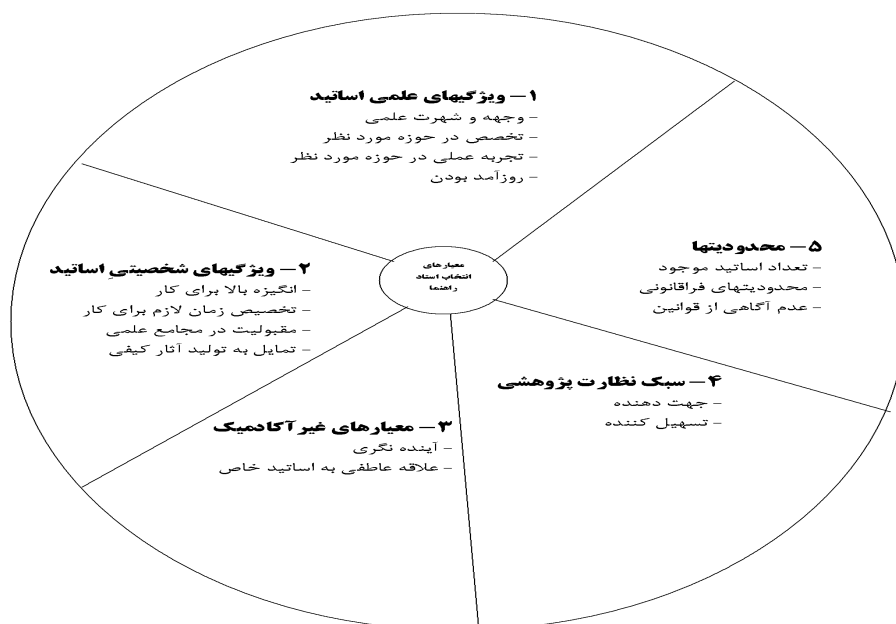 ۱– ویژگیهای علمی اساتید
– وجهه و شهرت علمی
– تخصص در حوزه مورد نظر
– تجربه عملی در حوزه مورد نظر
– روزآمد بودن
۲– ویژگیهای شخصیتیِ اساتید
– انگیزه بالا برای کار
– تخصیص زمان لازم برای کار
– مقبولیت در مجامع علمی
– تمایل به تولید آثار کیفی
۳– معیارهای غیرآکادمیک
– آینده نگری
– علاقه عاطفی به اساتید خاص
۴– سبک نظارت پژوهشی
– جهت دهنده
– تسهیل کننده
۵– محدودیتها
– تعداد اساتید موجود
– محدودیتهای فراقانونی
– عدم آگاهی از قوانین
معیارهای
انتخاب استاد
راهنما